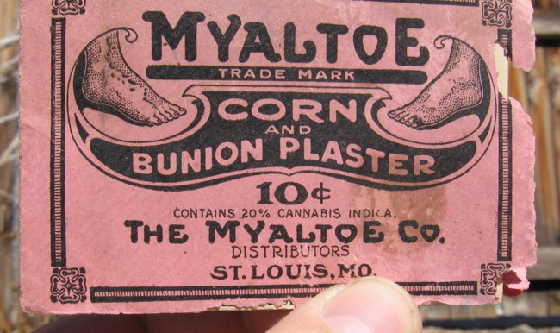 MYALTOE
TRADE MARK
CORN
AND
BUNION PLASTER
10¢
CONTAINS 20% CANNABIS INDICA.
THE MYALTOE CO.
DISTRIBUTORS
ST. LOUIS, MO.